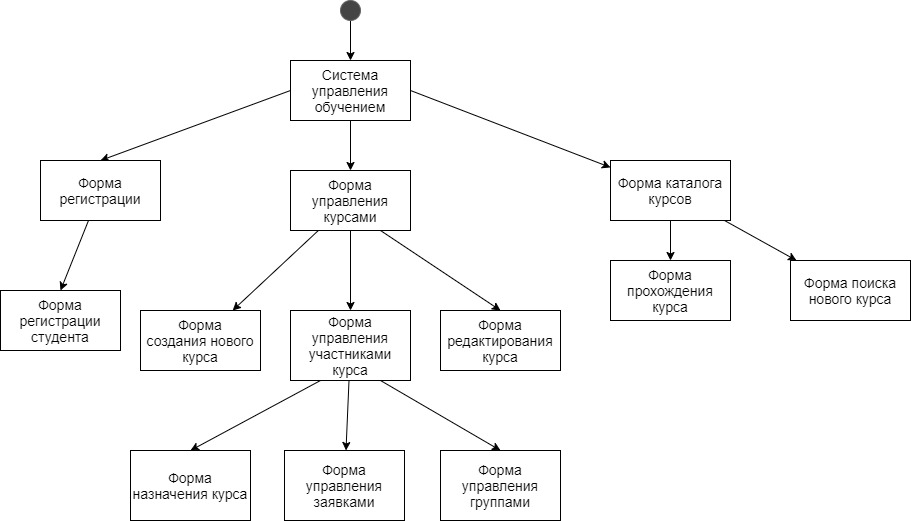 Система
управления
обучением
Форма
регистрации
Форма
управления
курсами
Форма каталога
курсов
Форма
регистрации
студента
Форма
создания нового
курса
Форма
управления
участниками
курса
Форма
редактирования
курса
Форма
прохождения
курса
Форма поиска
нового курса
Форма
назначения курса
Форма
управления
заявками
Форма
управления
группами